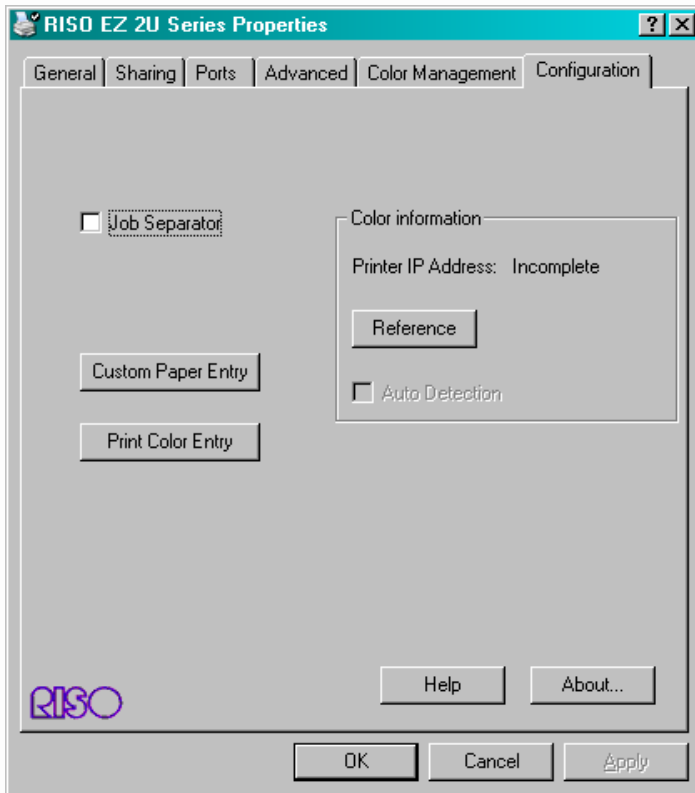 RISO EZ 2U Series Properties
General Sharing Ports Advanced Color Management Configuration
Job Separator
Color information
Printer IP Address: Incomplete
Reference
Auto Detection
Custom Paper Entry
Print Color Entry
Help About...
RISO
OK Cancel Apply